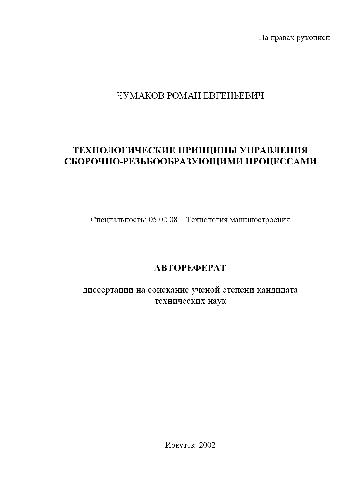 На правах рукописи
ЧУМАКОВ РОМАН ЕВГЕНЬЕВИЧ
ТЕХНОЛОГИЧЕСКИЕ ПРИНЦИПЫ УПРАВЛЕНИЯ
СБОРОЧНО-РЕЗЬБООБРАЗУЮЩИМИ ПРОЦЕССАМИ
Специальность 05.02.08 – Технология машиностроения
АВТОРЕФЕРАТ
диссертации на соискание ученой степени кандидата
технических наук
Иркутск 2002